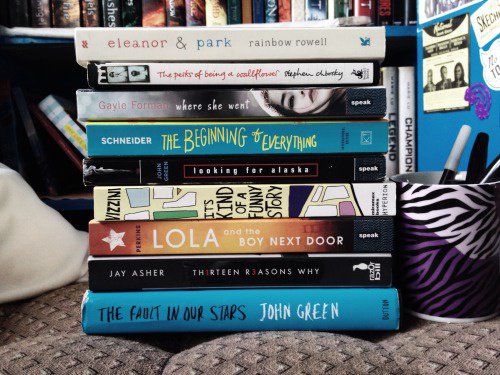 eleanor & park rainbow rowell
The perks of being a wallflower stephen chbosky
Gayle Forman where she went speak
SCHNEIDER THE BEGINNING of EVERYTHING
JOHN GREEN looking for alaska speak
VIZZINI IT'S KIND OF A FUNNY STORY HYPERION
PERKINS LOLA and the BOY NEXT DOOR speak
JAY ASHER TH1RTEEN R3ASONS WHY razorbill
THE FAULT IN OUR STARS JOHN GREEN DUTTON
LEGEND
CHAMPION